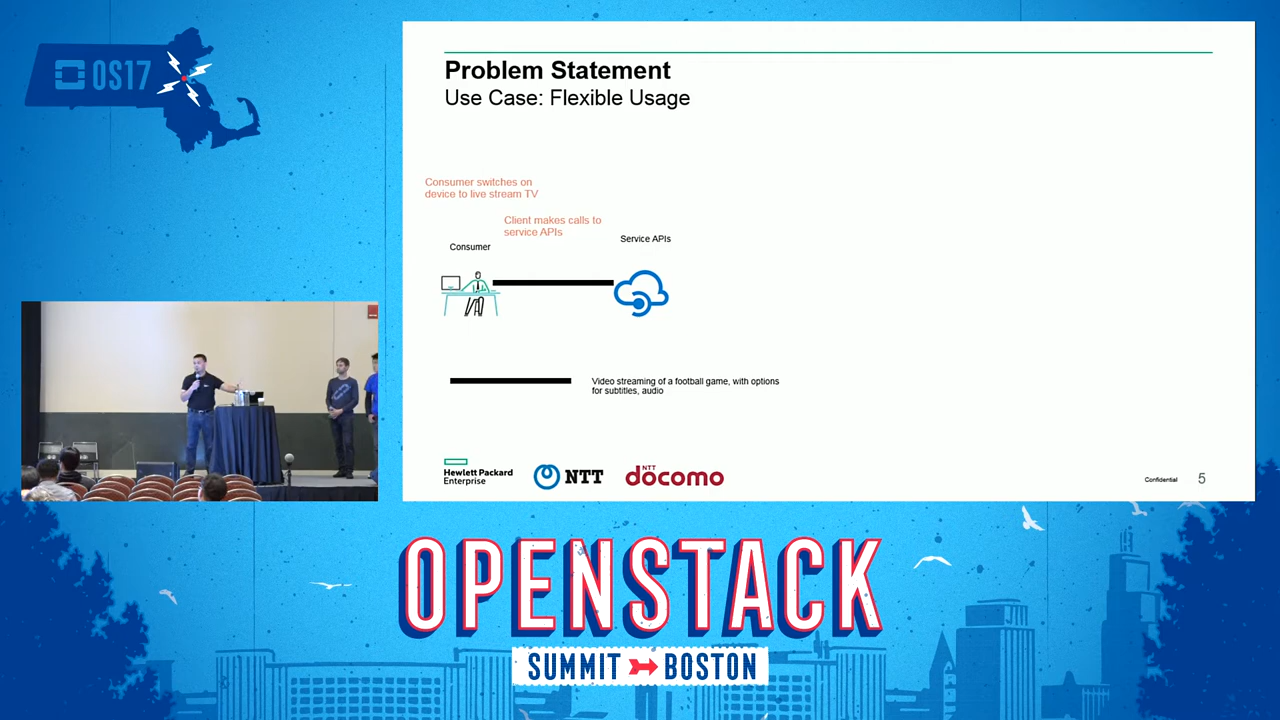 OS17
Problem Statement
Use Case: Flexible Usage
Consumer switches on
device to live stream TV
Client makes calls to
service APIs
Service APIs
Consumer
Video streaming of a football game, with options
for subtitles, audio
Hewlett Packard
Enterprise
NTT
NTT
döcomo
Confidential
5
OPENSTACK
SUMMIT BOSTON